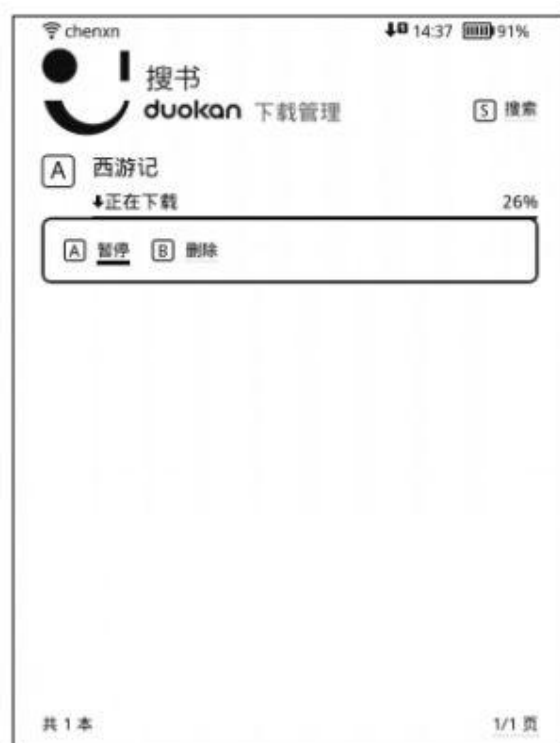 chenxn 14:37 91%
搜书
duokan 下载管理 S 搜索
A 西游记
正在下载 26%
A 暂停 B 删除
共 1 本 1/1 页